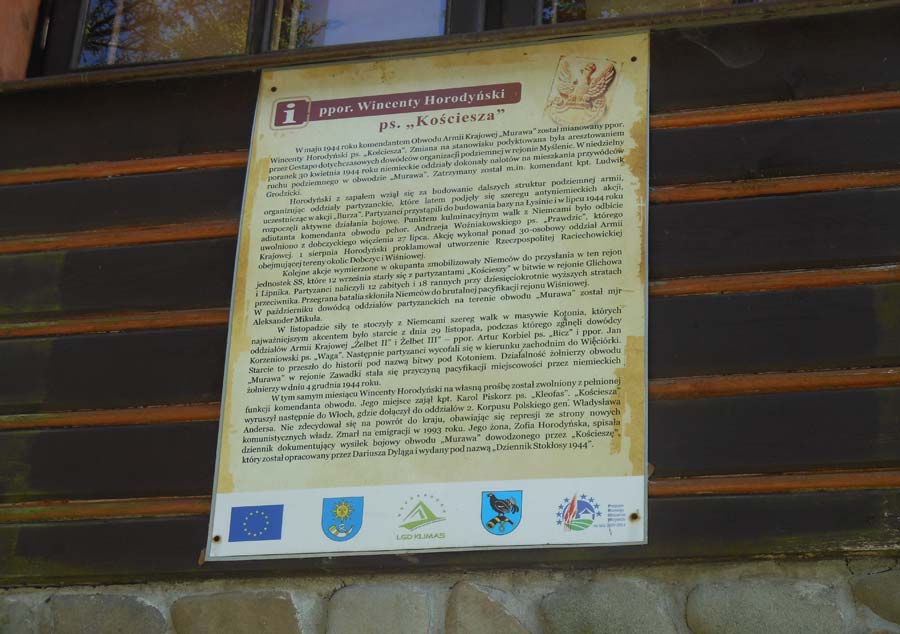 i
ppor. Wincenty Horodyński
ps. „Kościesza”
W maju 1944 roku komendantem Obwodu Armii Krajowej „Murawa” został mianowany ppor.
Wincenty Horodyński ps. „Kościesza”. Zmiana na stanowisku podyktowana była aresztowaniem
przez Gestapo dotychczasowych dowódców organizacji podziemnej w rejonie Myślenic. W niedzielny
poranek 30 kwietnia 1944 roku niemieckie oddziały dokonały nalotów na mieszkania przywódców
ruchu podziemnego w obwodzie „Murawa”. Zatrzymany został m.in. komendant kpt. Ludwik
Grodzicki.
Horodyński z zapałem wziął się za budowanie dalszych struktur podziemnej armii,
organizując oddziały partyzanckie, które latem podjęły się szeregu antyniemieckich akcji,
uczestnicząc w akcji „Burza”. Partyzanci przystąpili do budowania bazy na Łysinie i w lipcu 1944 roku
rozpoczęli aktywne działania bojowe. Punktem kulminacyjnym walk z Niemcami było odbicie
adiutanta komendanta obwodu pchor. Andrzeja Woźniakowskiego ps. „Prawdzic”, którego
uwolniono z dobczyckiego więzienia 27 lipca. Akcję wykonał ponad 30-osobowy oddział Armii
Krajowej. 1 sierpnia Horodyński proklamował utworzenie Rzeczpospolitej Raciechowickiej
obejmującej tereny okolic Dobczyc i Wiśniowej.
Kolejne akcje wymierzone w okupanta zmobilizowały Niemców do przysłania w ten rejon
jednostek SS, które 12 września starły się z partyzantami „Kościeszy” w bitwie w rejonie Glichowa
i Lipnika. Partyzanci naliczyli 12 zabitych i 18 rannych przy dziesięciokrotnie wyższych stratach
przeciwnika. Przegrana batalia skłoniła Niemców do brutalnej pacyfikacji rejonu Wiśniowej.
W październiku dowódcą oddziałów partyzanckich na terenie obwodu „Murawa” został mjr
Aleksander Mikuła.
W listopadzie siły te stoczyły z Niemcami szereg walk w masywie Kotonia, których
najważniejszym akcentem było starcie z dnia 29 listopada, podczas którego zginęli dowódcy
oddziałów Armii Krajowej „Żelbet II” i Żelbet III” – ppor. Artur Korbiel ps. „Bicz” i ppor. Jan
Korzeniowski ps. „Waga”. Następnie partyzanci wycofali się w kierunku zachodnim do Więciórki.
Starcie to przeszło do historii pod nazwą bitwy pod Kotoniem. Działalność żołnierzy obwodu
„Murawa” w rejonie Zawadki stała się przyczyną pacyfikacji miejscowości przez niemieckich
żołnierzy w dniu 4 grudnia 1944 roku.
W tym samym miesiącu Wincenty Horodyński na własną prośbę został zwolniony z pełnionej
funkcji komendanta obwodu. Jego miejsce zajął kpt. Karol Piskorz ps. „Kleofas”. „Kościesza”
wyruszył następnie do Włoch, gdzie dołączył do oddziałów 2. Korpusu Polskiego gen. Władysława
Andersa. Nie zdecydował się na powrót do kraju, obawiając się represji ze strony nowych
komunistycznych władz. Zmarł na emigracji w 1993 roku. Jego żona, Zofia Horodyńska, spisała
dziennik dokumentujący wysiłek bojowy obwodu „Murawa” dowodzonego przez „Kościeszę”,
który został opracowany przez Dariusza Dyląga i wydany pod nazwą „Dziennik Stokłosy 1944”.
LGD KLIMAS